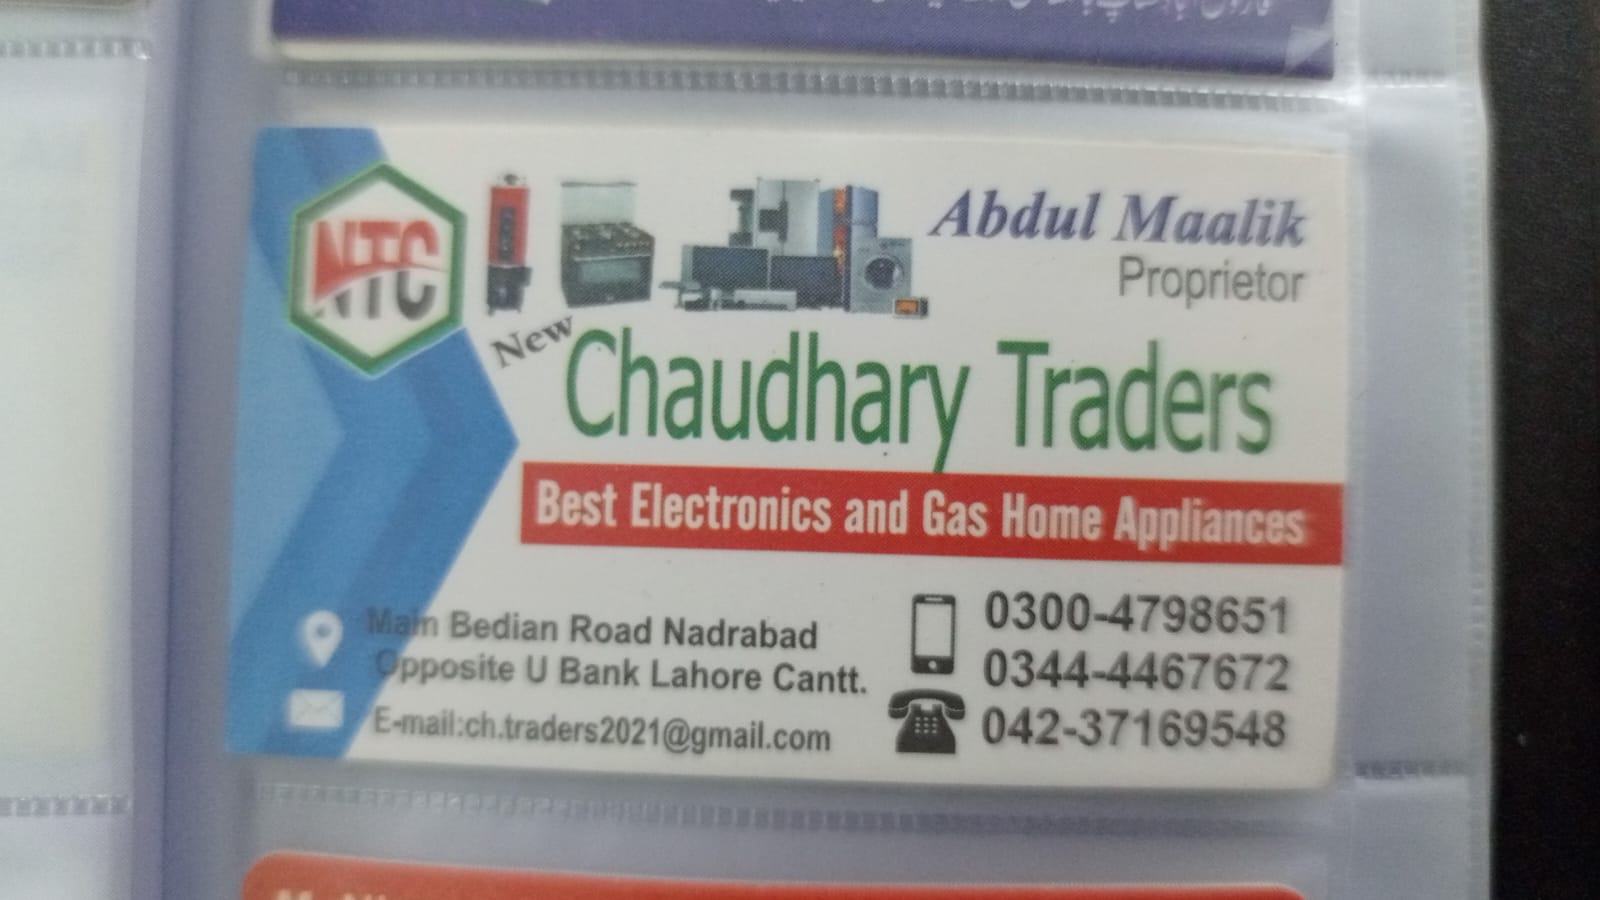 NTC
Abdul Maalik
Proprietor
New
Chaudhary Traders
Best Electronics and Gas Home Appliances
Main Bedian Road Nadrabad
Opposite U Bank Lahore Cantt.
E-mail:ch.traders2021@gmail.com
0300-4798651
0344-4467672
042-37169548